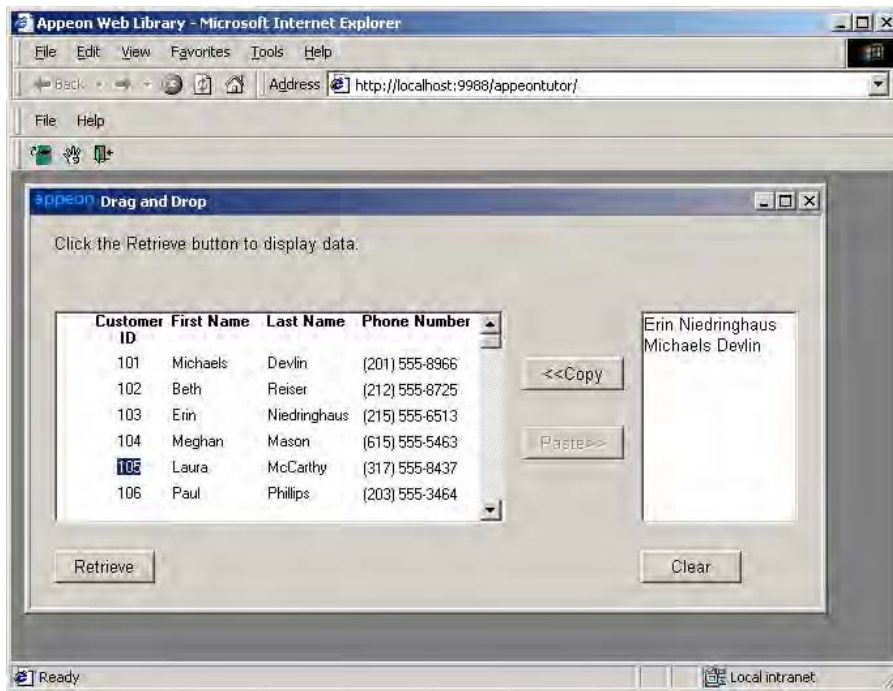 Appeon Web Library - Microsoft Internet Explorer
File Edit View Favorites Tools Help
Back Address http://localhost:9988/appeontutor/
File Help
appeon Drag and Drop
Click the Retrieve button to display data.
Customer ID First Name Last Name Phone Number
101 Michaels Devlin (201) 555-8966
102 Beth Reiser (212) 555-8725
103 Erin Niedringhaus (215) 555-6513
104 Meghan Mason (615) 555-5463
105 Laura McCarthy (317) 555-8437
106 Paul Phillips (203) 555-3464
<<Copy
Paste>>
Erin Niedringhaus
Michaels Devlin
Retrieve
Clear
Ready Local intranet